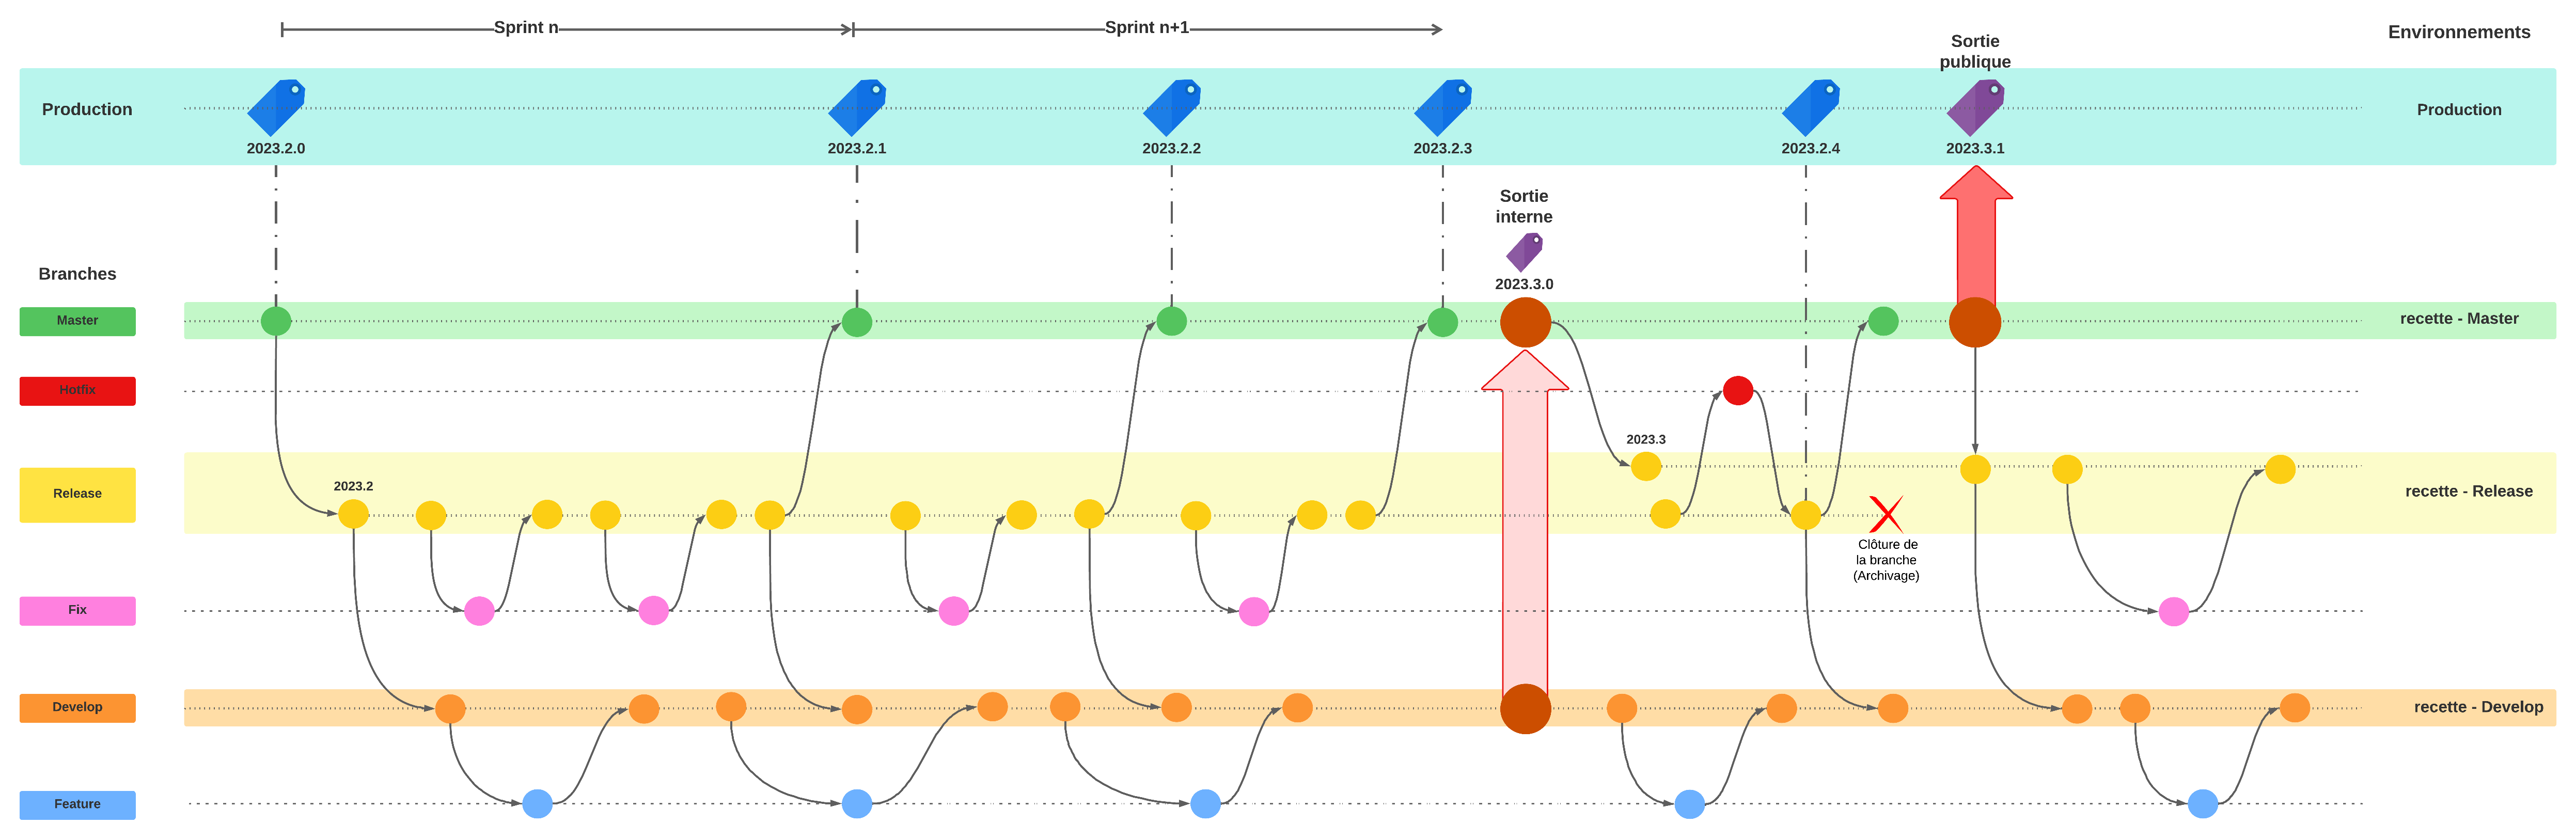 Sprint n
Sprint n+1
Environnements
Sortie
publique
Production
Production
2023.2.0
2023.2.1
2023.2.2
2023.2.3
2023.2.4
2023.3.1
Sortie
interne
Branches
2023.3.0
Master
recette - Master
Hotfix
2023.3
2023.2
Release
recette - Release
Clôture de
la branche
(Archivage)
Fix
Develop
recette - Develop
Feature